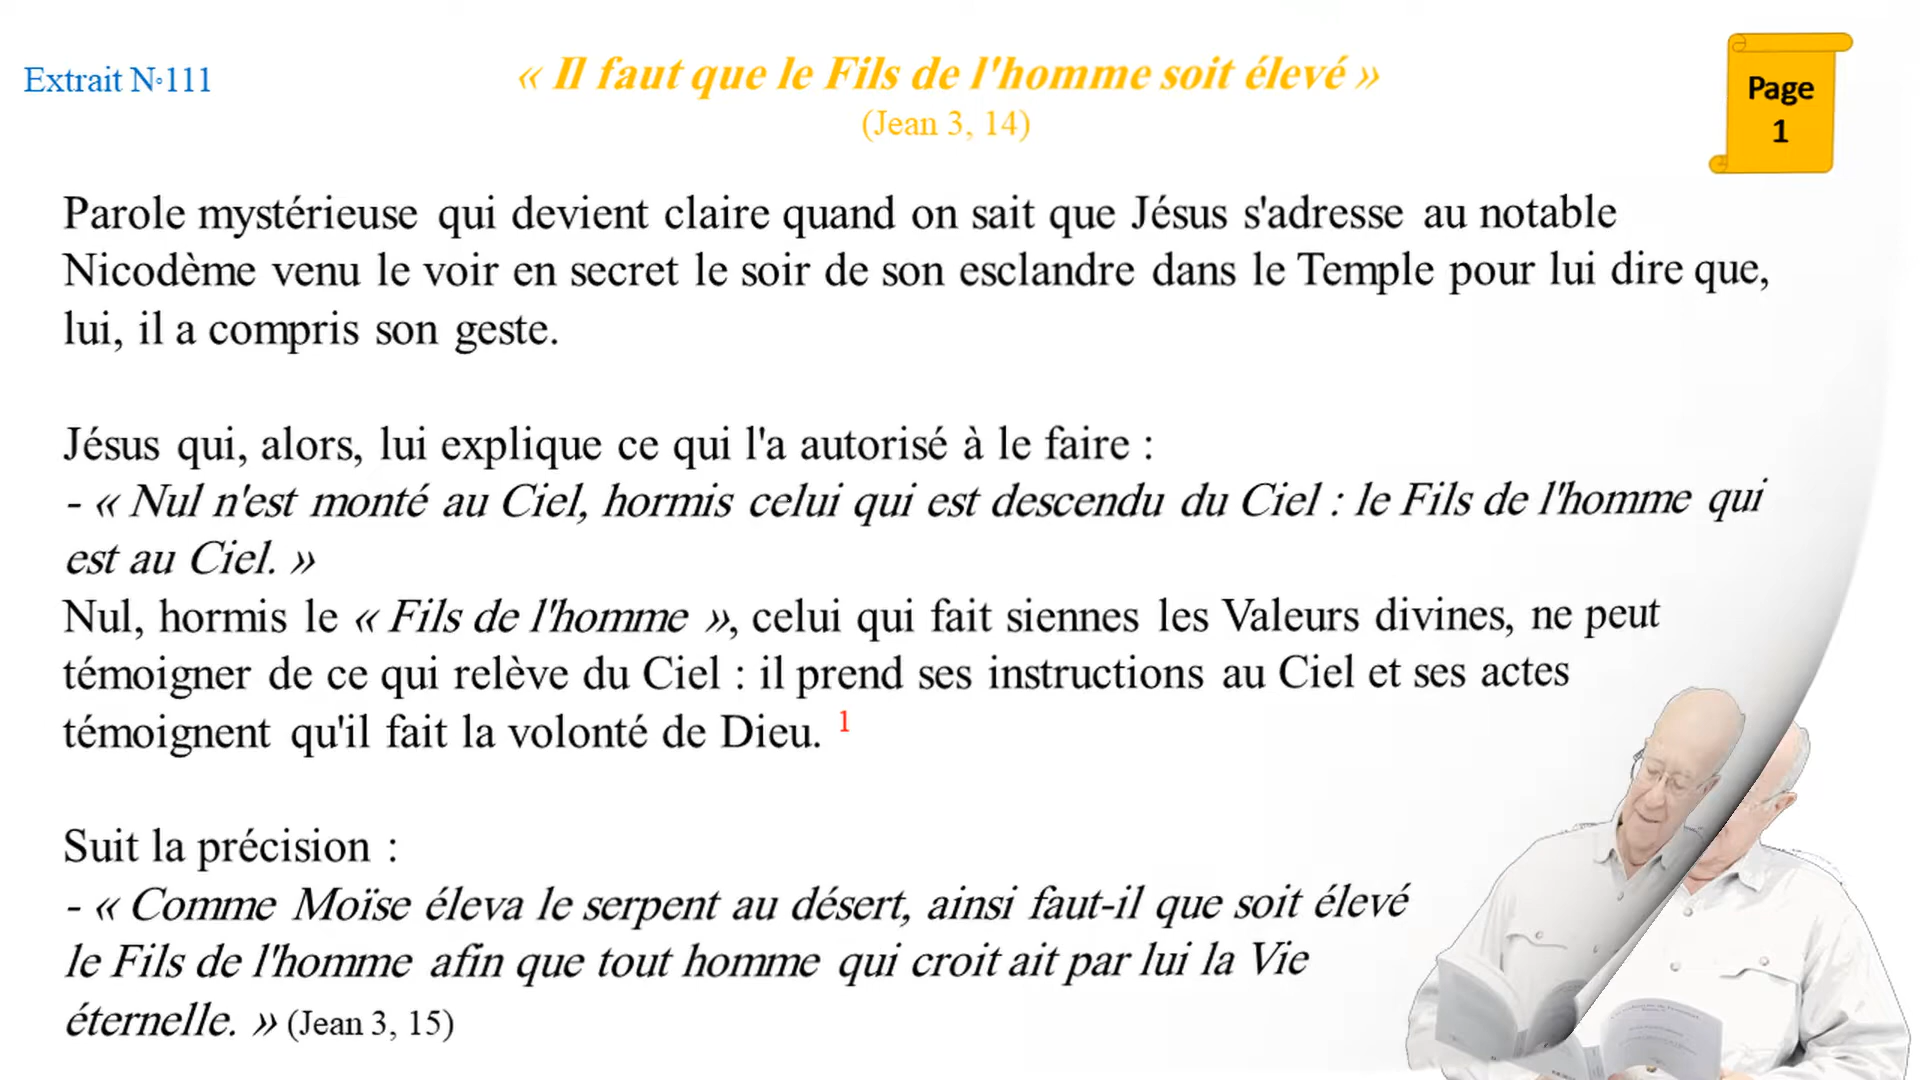 Extrait N°111
« Il faut que le Fils de l'homme soit élevé »
(Jean 3, 14)
Page
1
Parole mystérieuse qui devient claire quand on sait que Jésus s'adresse au notable
Nicodème venu le voir en secret le soir de son esclandre dans le Temple pour lui dire que,
lui, il a compris son geste.
Jésus qui, alors, lui explique ce qui l'a autorisé à le faire :
- « Nul n'est monté au Ciel, hormis celui qui est descendu du Ciel : le Fils de l'homme qui
est au Ciel. »
Nul, hormis le « Fils de l'homme », celui qui fait siennes les Valeurs divines, ne peut
témoigner de ce qui relève du Ciel : il prend ses instructions au Ciel et ses actes
témoignent qu'il fait la volonté de Dieu. 1
Suit la précision :
- « Comme Moïse éleva le serpent au désert, ainsi faut-il que soit élevé
le Fils de l'homme afin que tout homme qui croit ait par lui la Vie
éternelle. » (Jean 3, 15)